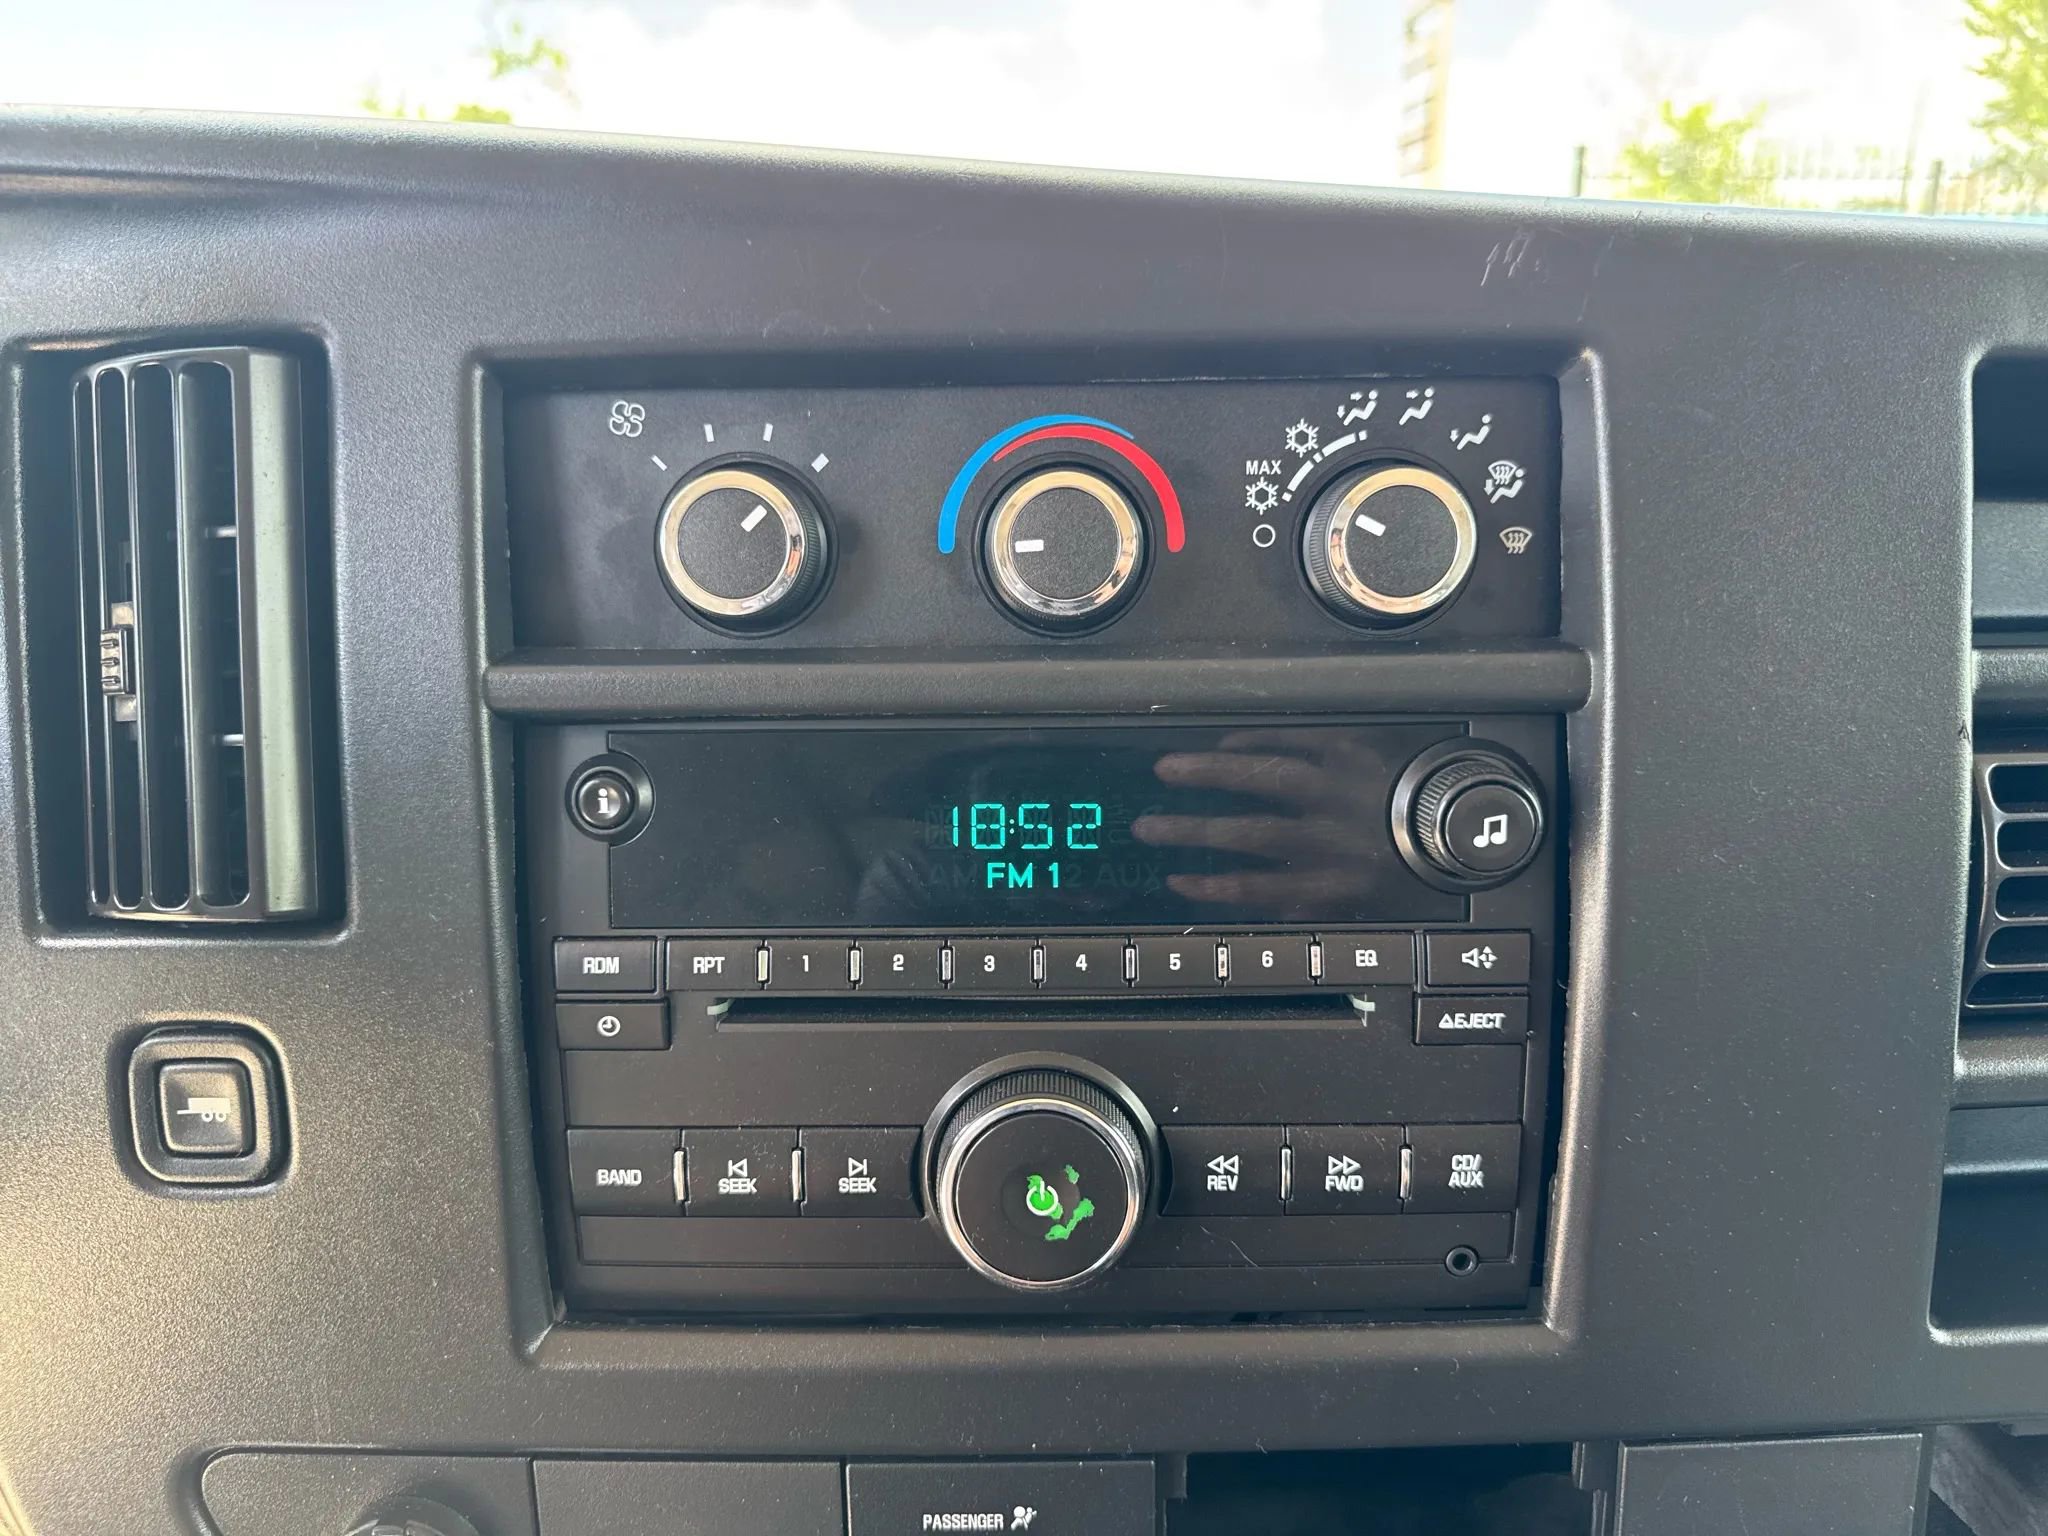 MAX
18:52
FM 1
RDM
RPT
1
2
3
4
5
6
EQ
EJECT
BAND
SEEK
SEEK
REV
FWD
CD/
AUX
PASSENGER